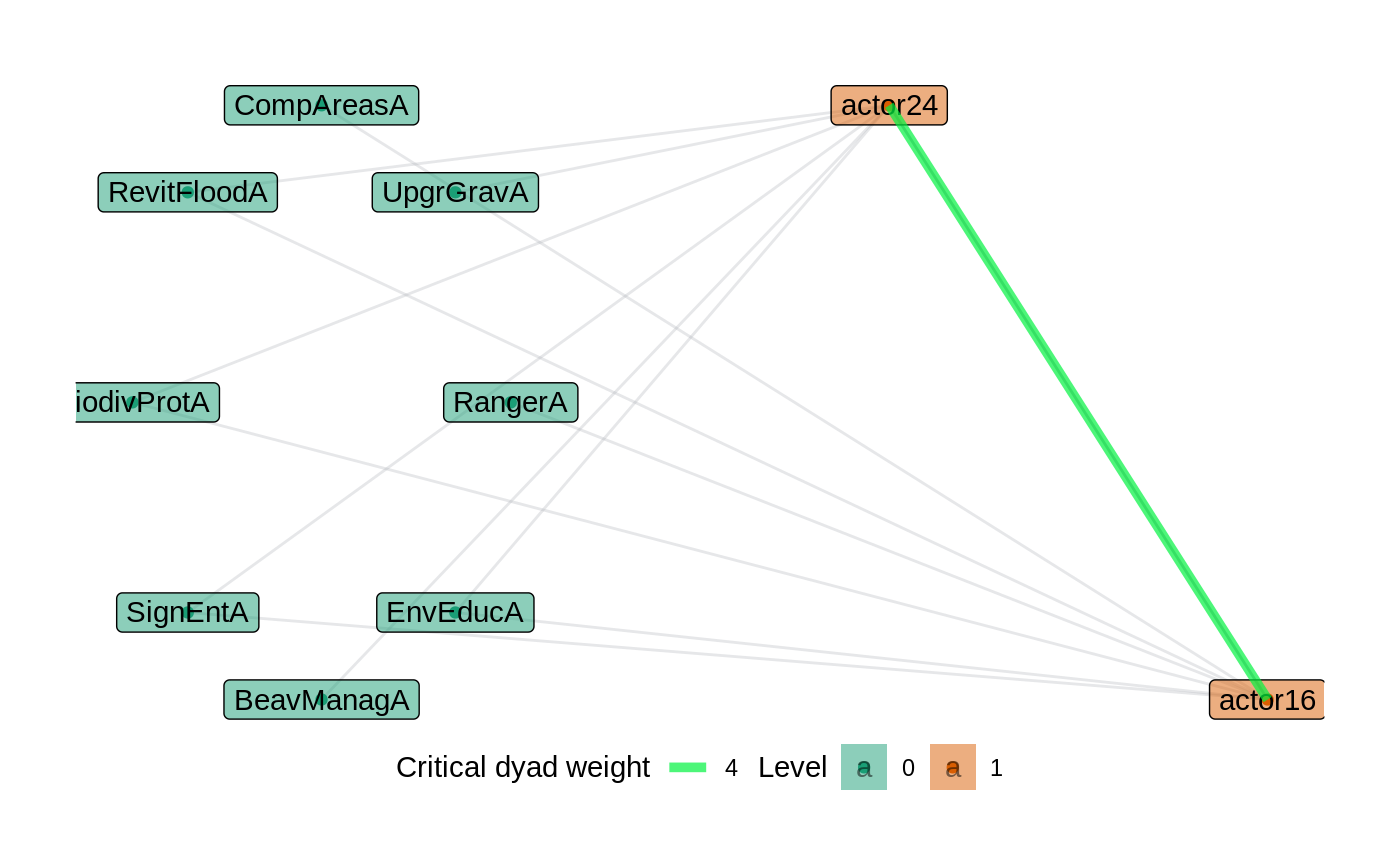 CompAreasA
actor24
RevitFloodA
UpgrGravA
iodivProtA
RangerA
SignEntA
EnvEducA
BeavManagA
actor16
Critical dyad weight 4 Level a 0 a 1